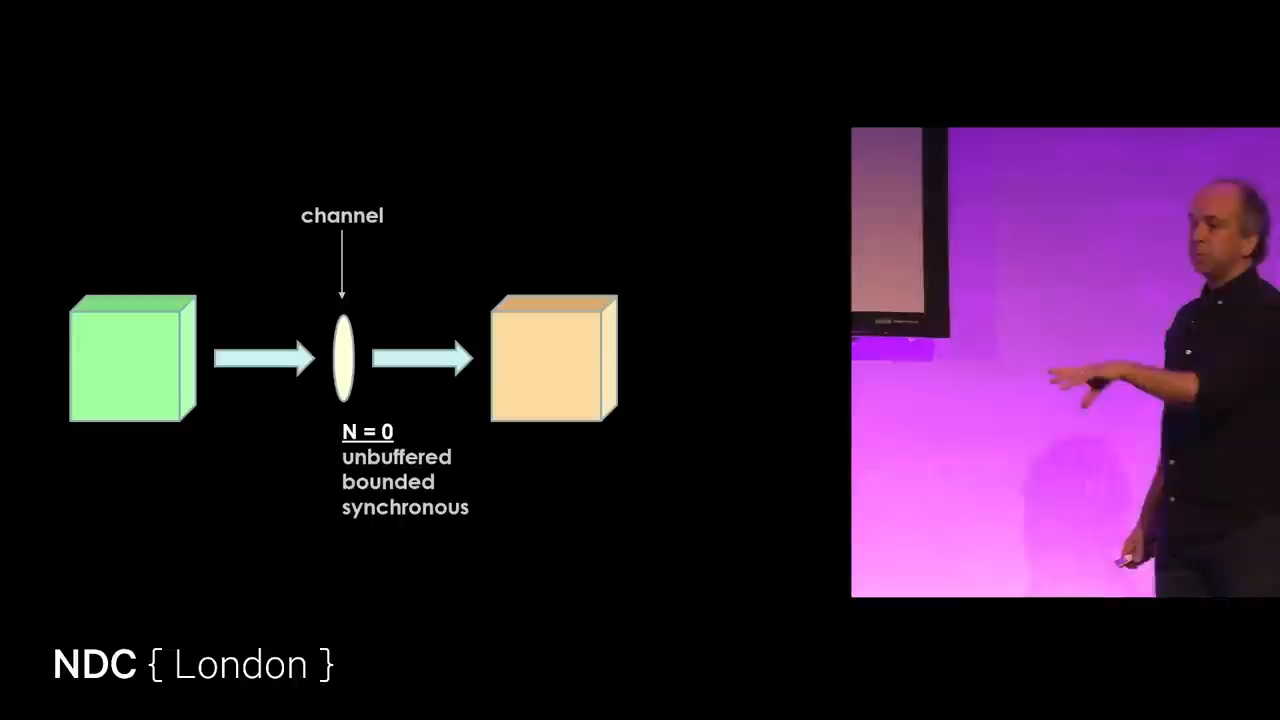 channel
N = 0
unbuffered
bounded
synchronous
NDC { London }